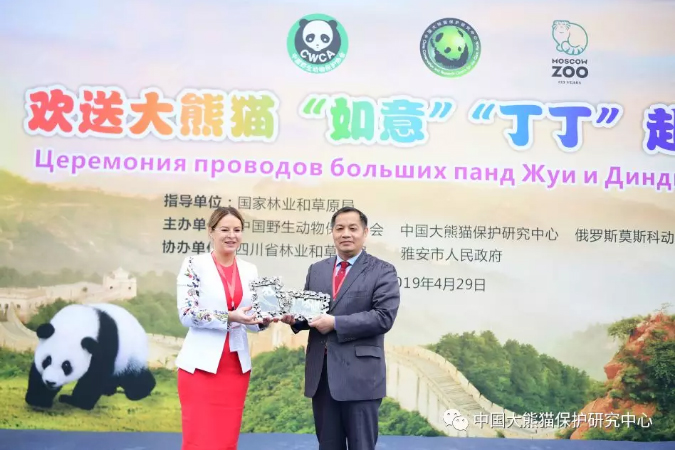 CWCA
MOSCOW
ZOO
欢送大熊猫“如意”“丁丁”赴
Церемония проводов больших панд Жуи и Динд
指导单位：国家林业和草原局
主办单 中国野生动物保 会 中国大熊猫保护研究中心 俄罗斯莫斯科动
协办单位 四川省林业和草 雅安市人民政府
2019年4月29日
中国大熊猫保护研究中心